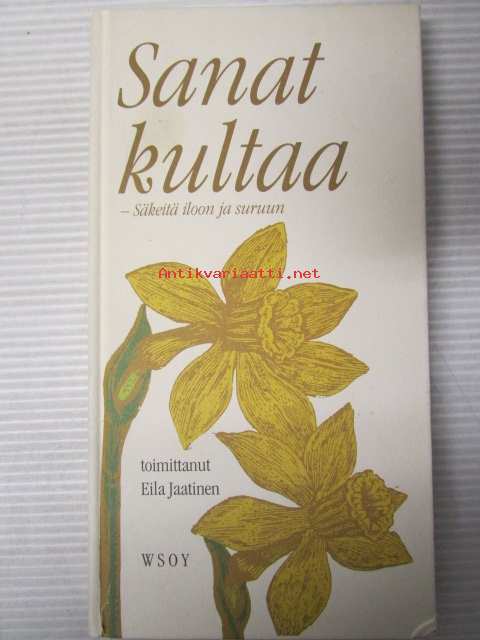 Sanat
kultaa
– Säkeitä iloon ja suruun
Antikvariaatti.net
toimittanut
Eila Jaatinen
WSOY